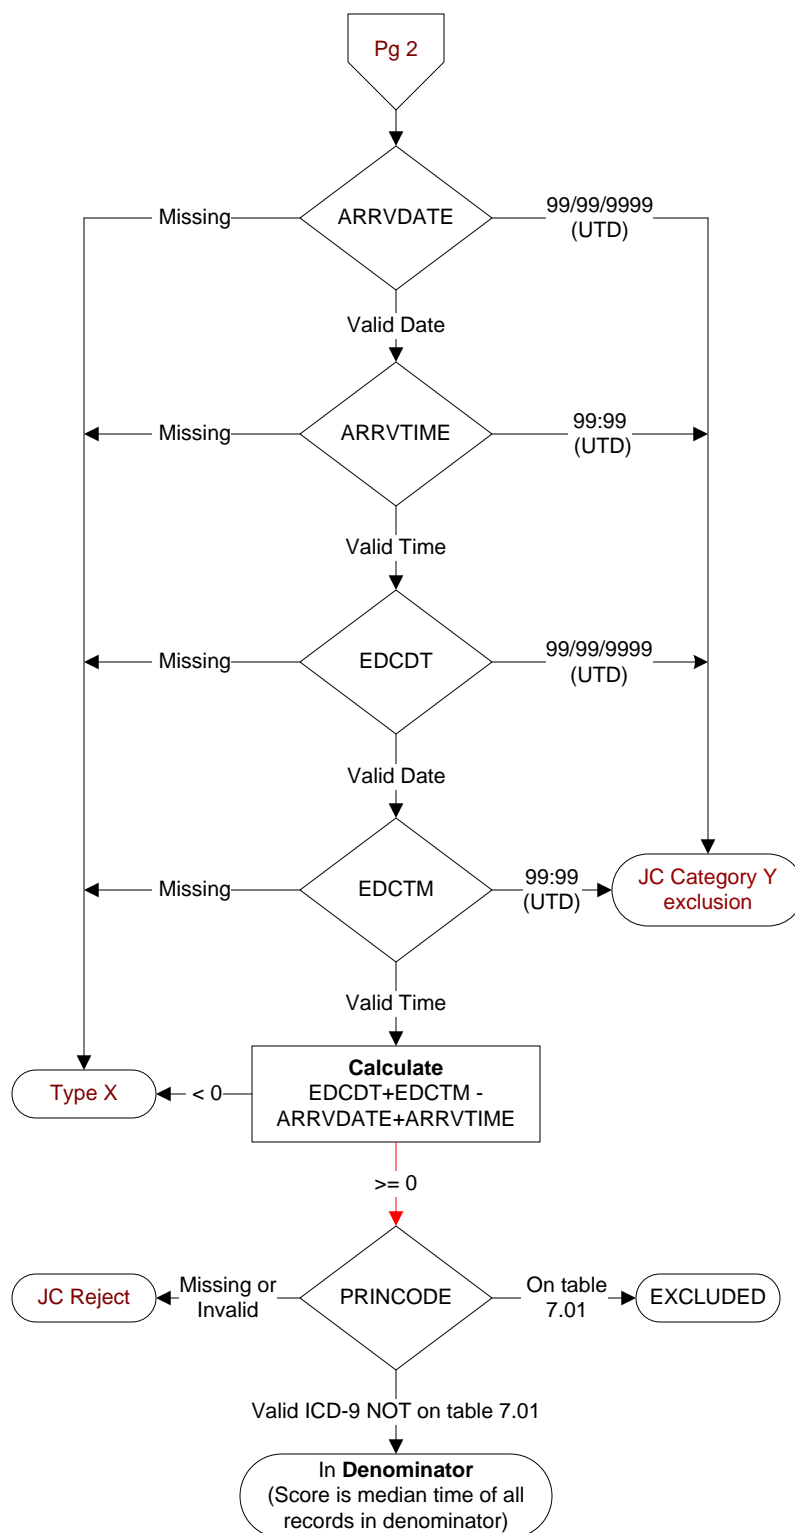 Pg 2
ARRVDATE
Missing
99/99/9999
(UTD)
Valid Date
ARRVTIME
Missing
99:99
(UTD)
Valid Time
EDCDT
Missing
99/99/9999
(UTD)
Valid Date
EDCTM
Missing
99:99
(UTD)
JC Category Y
exclusion
Valid Time
Calculate
EDCDT+EDCTM -
ARRVDATE+ARRVTIME
< 0
Type X
>= 0
PRINCODE
Missing or
Invalid
JC Reject
On table
7.01
EXCLUDED
Valid ICD-9 NOT on table 7.01
In Denominator
(Score is median time of all
records in denominator)